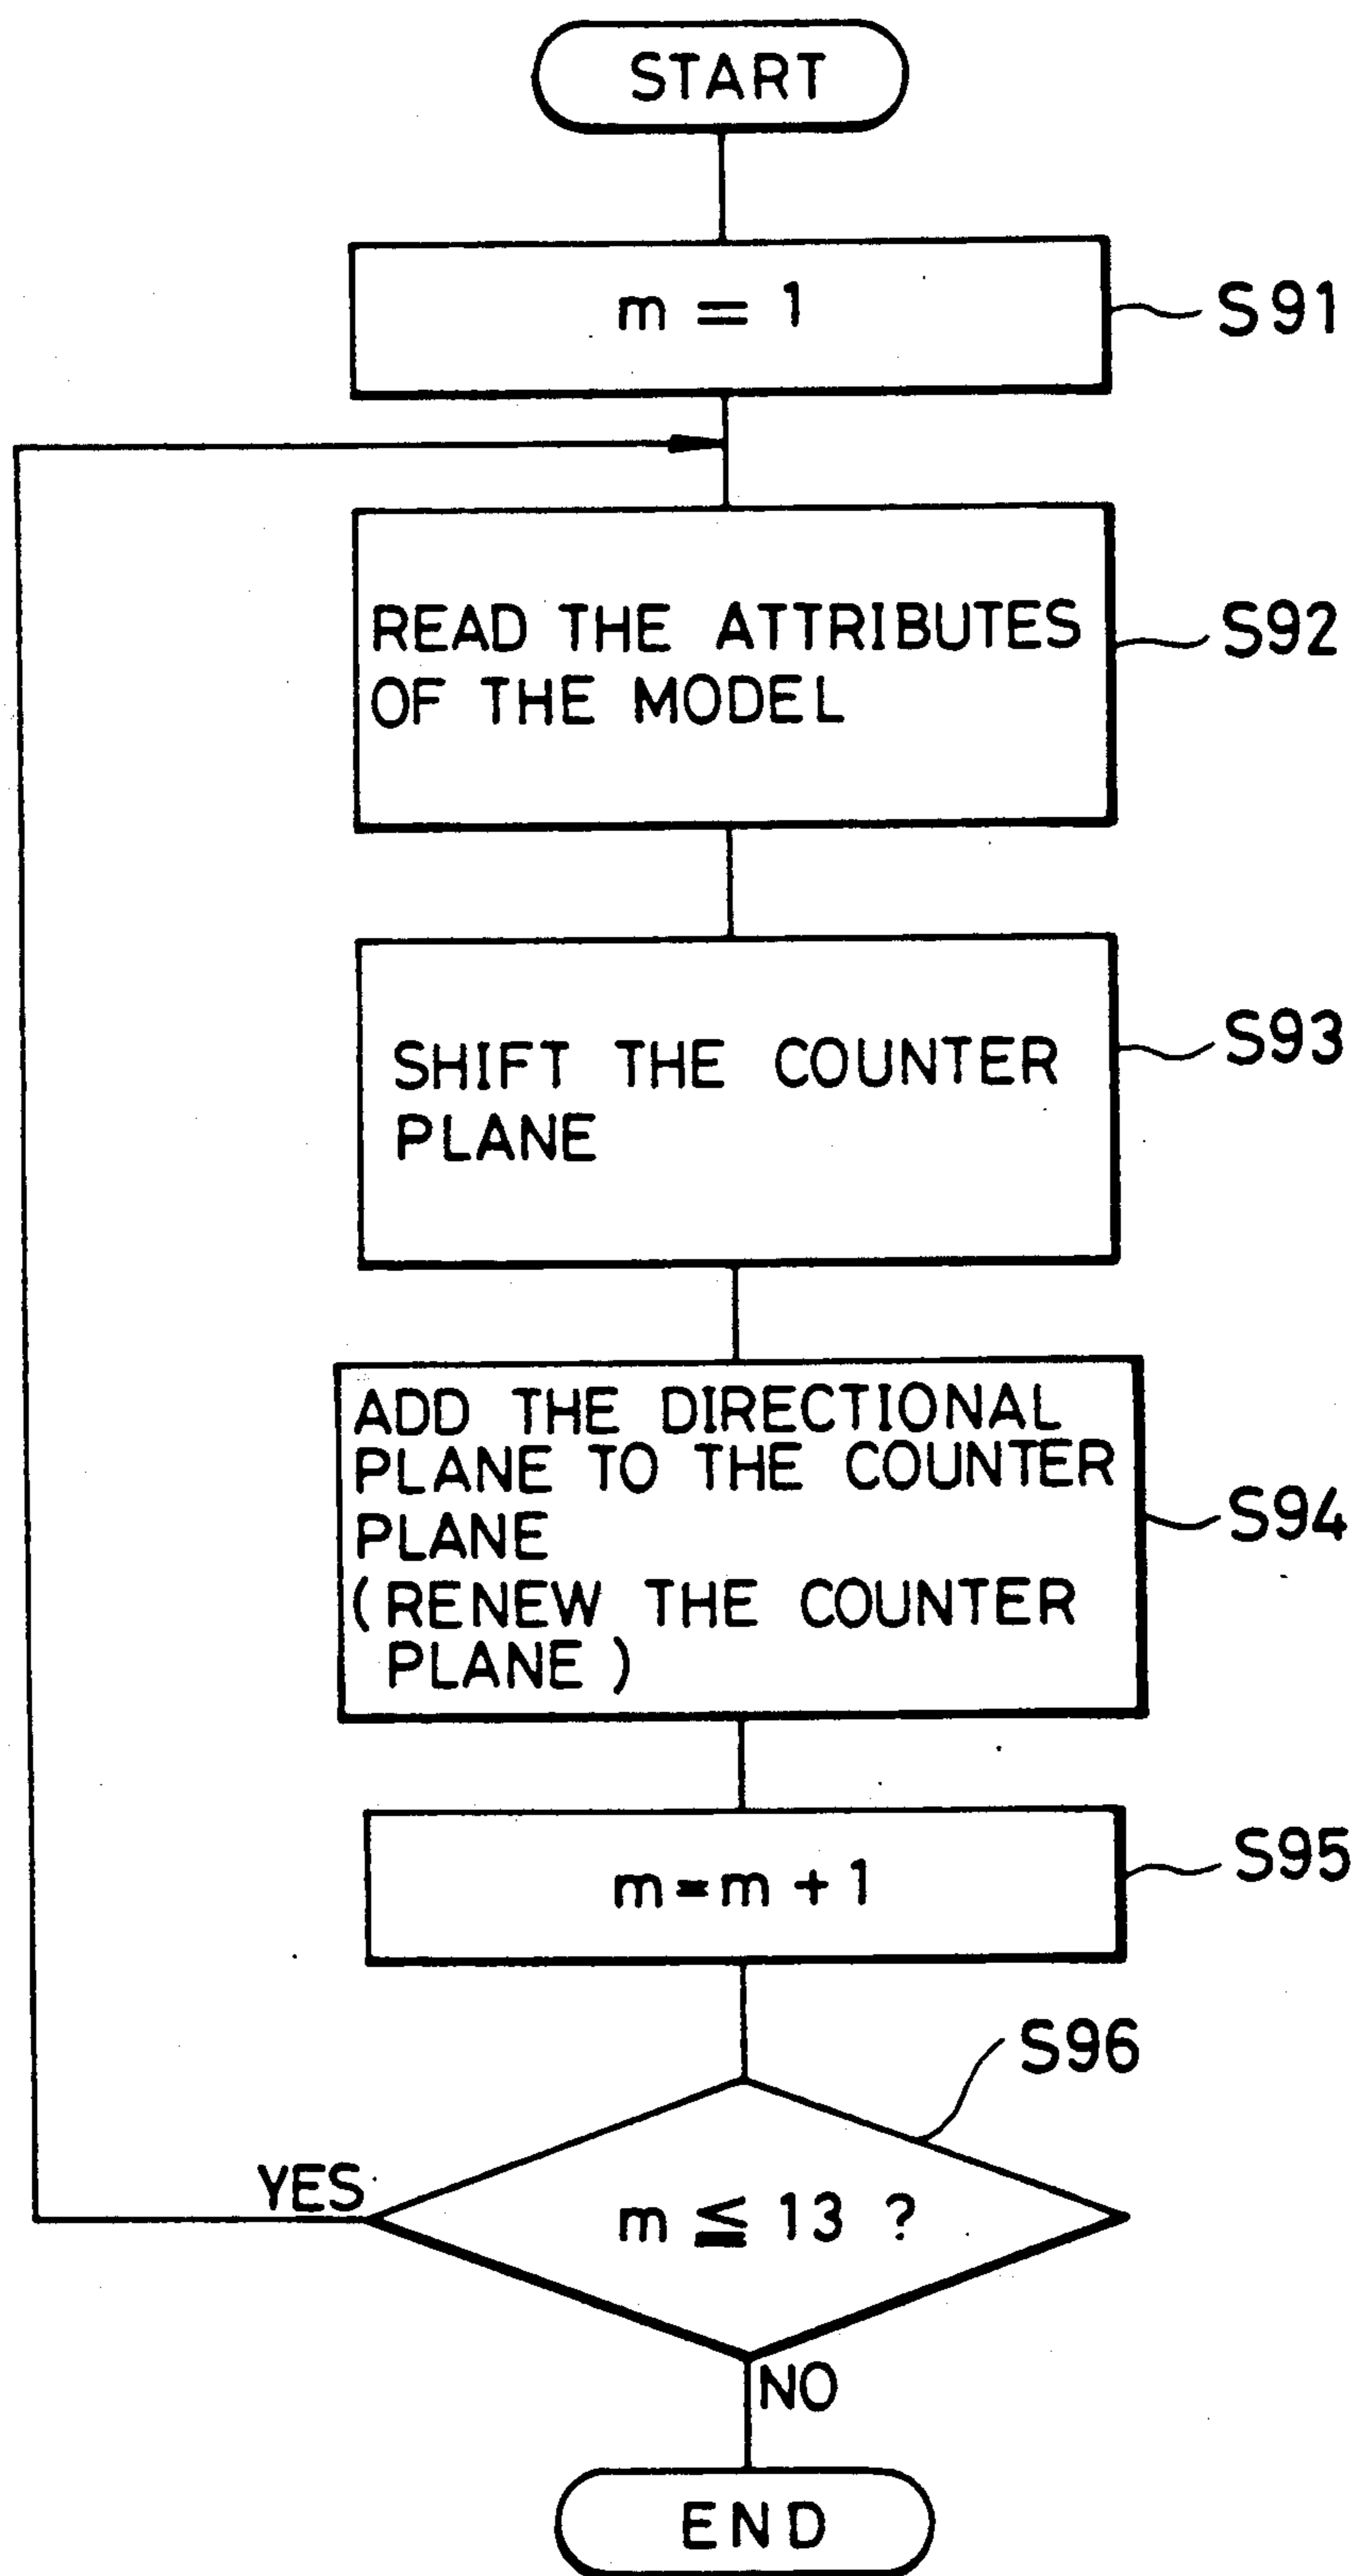 START
m = 1
S91
READ THE ATTRIBUTES
OF THE MODEL
S92
SHIFT THE COUNTER
PLANE
S93
ADD THE DIRECTIONAL
PLANE TO THE COUNTER
PLANE
(RENEW THE COUNTER
PLANE)
S94
m = m + 1
S95
S96
YES
m ≦ 13 ?
NO
END